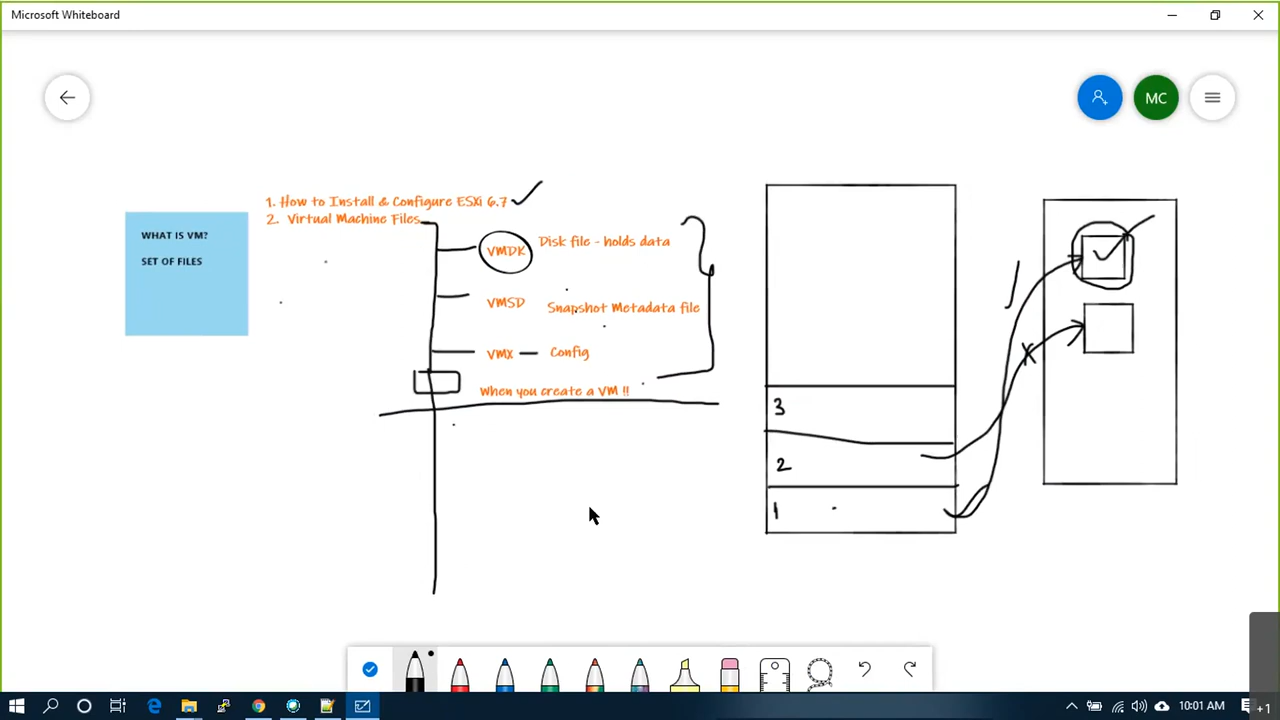 Microsoft Whiteboard
MC
WHAT IS VM?
SET OF FILES
1. How to Install & Configure ESXi 6.7
2. Virtual Machine Files
VMDK Disk file - holds data
VMSD Snapshot Metadata file
VMX - Config
When you create a VM !!
3
2
1
10:01 AM
+1